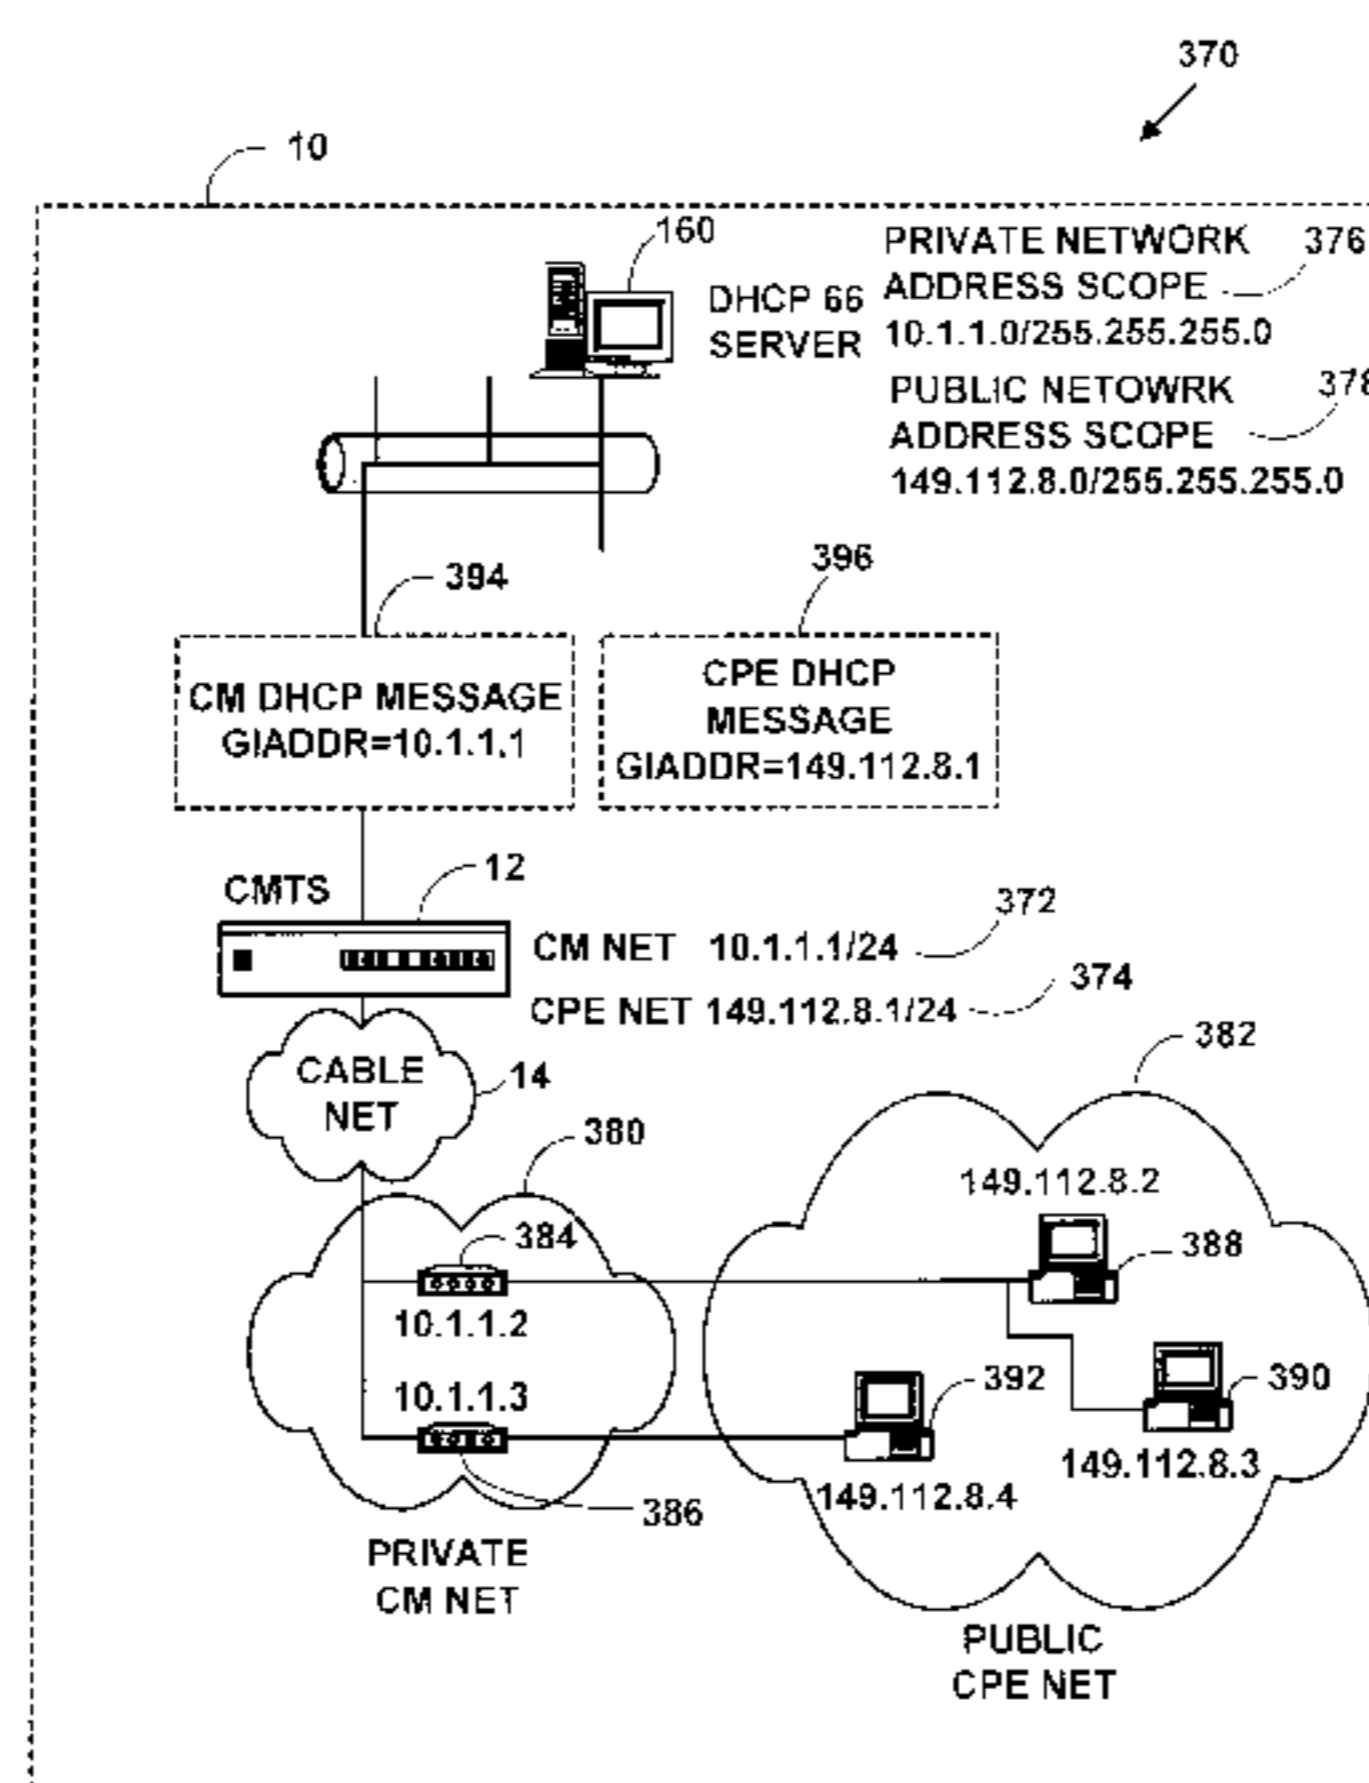 370
10
160
PRIVATE NETWORK 376
ADDRESS SCOPE
10.1.1.0/255.255.255.0
DHCP 66
SERVER
PUBLIC NETOWRK 378
ADDRESS SCOPE
149.112.8.0/255.255.255.0
394
396
CM DHCP MESSAGE
GIADDR=10.1.1.1
CPE DHCP
MESSAGE
GIADDR=149.112.8.1
12
CMTS
372
CM NET 10.1.1.1/24
374
CPE NET 149.112.8.1/24
382
CABLE
NET
14
380
149.112.8.2
384
388
10.1.1.2
10.1.1.3
392
390
149.112.8.3
149.112.8.4
386
PRIVATE
CM NET
PUBLIC
CPE NET